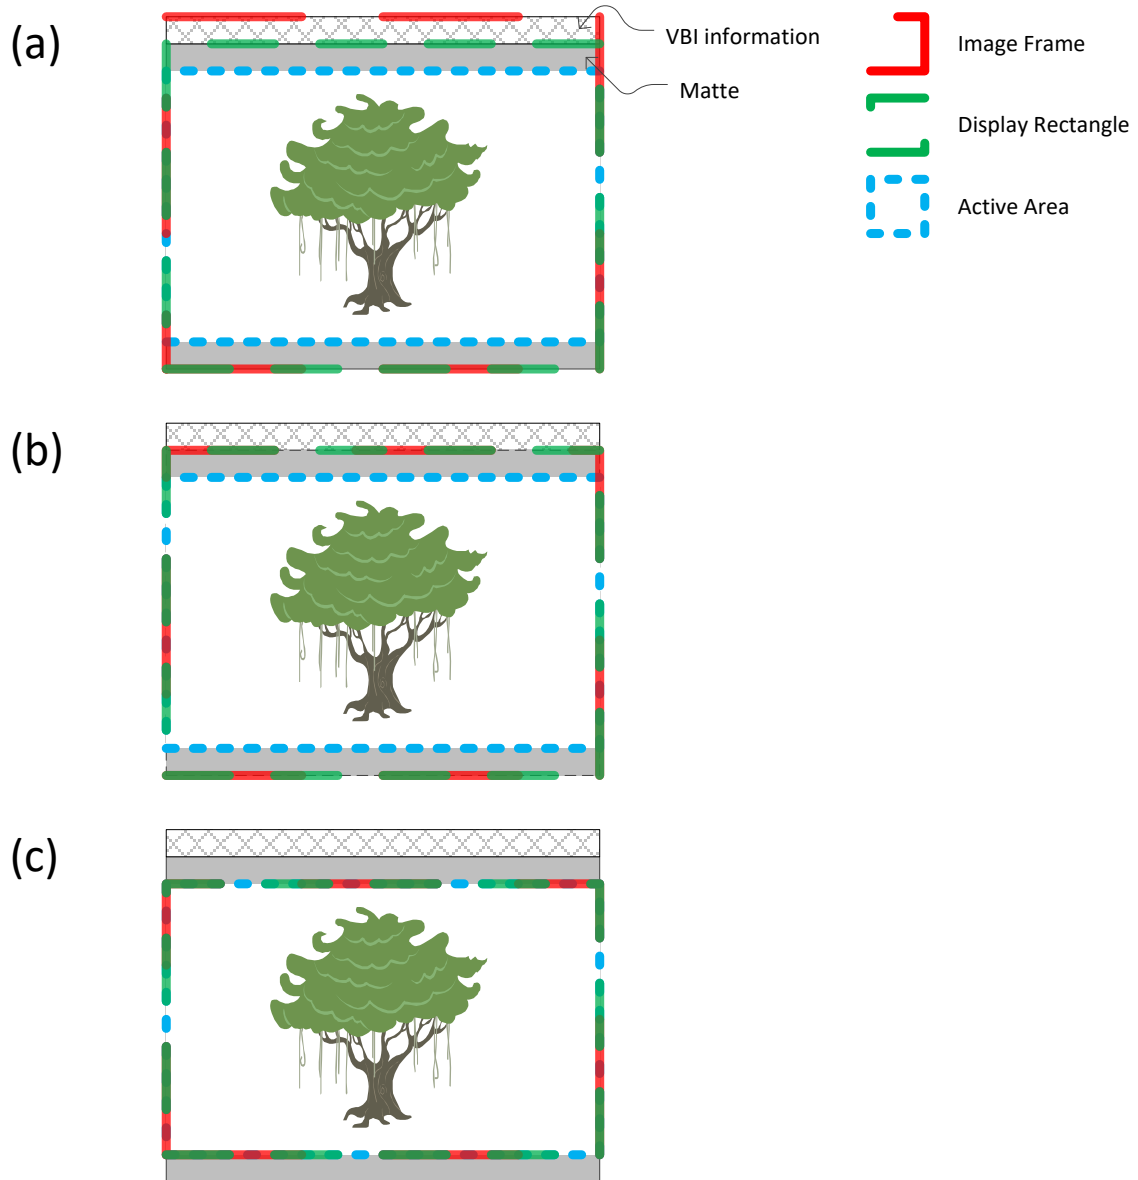 (a)
VBI information
Matte
Image Frame
Display Rectangle
Active Area
(b)
(c)